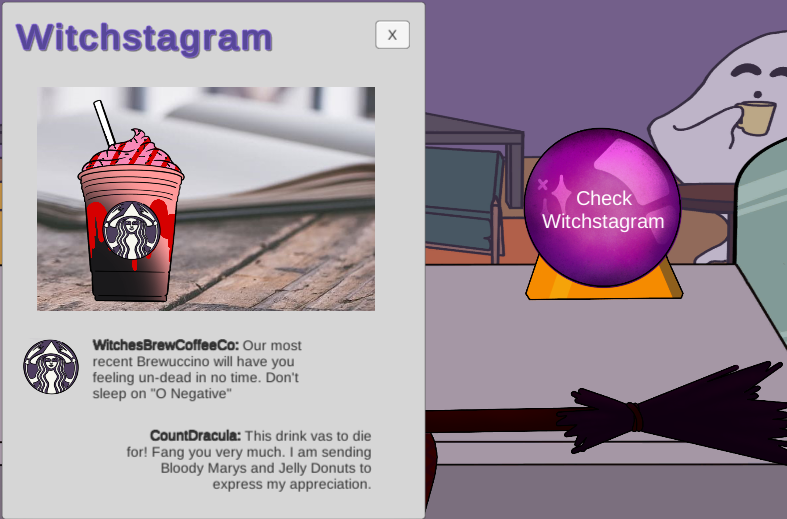 Witchstagram
X
Check
Witchstagram
WitchesBrewCoffeeCo: Our most
recent Brewuccino will have you
feeling un-dead in no time. Don't
sleep on "O Negative"
CountDracula: This drink vas to die
for! Fang you very much. I am sending
Bloody Marys and Jelly Donuts to
express my appreciation.